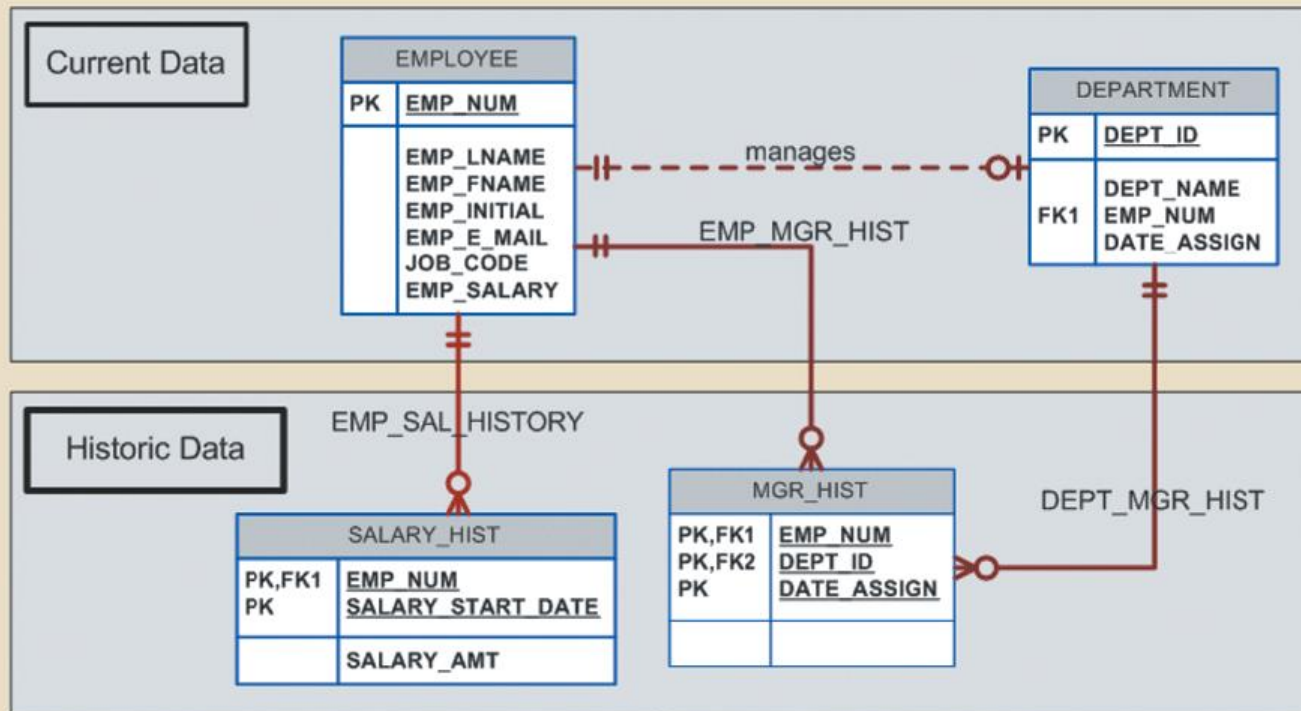 Current Data
EMPLOYEE
PK EMP_NUM
EMP_LNAME
EMP_FNAME
EMP_INITIAL
EMP_E_MAIL
JOB_CODE
EMP_SALARY
manages
EMP_MGR_HIST
DEPARTMENT
PK DEPT_ID
DEPT_NAME
FK1 EMP_NUM
DATE_ASSIGN
Historic Data
EMP_SAL_HISTORY
SALARY_HIST
PK,FK1 EMP_NUM
PK SALARY_START_DATE
SALARY_AMT
MGR_HIST
PK,FK1 EMP_NUM
PK,FK2 DEPT_ID
PK DATE_ASSIGN
DEPT_MGR_HIST